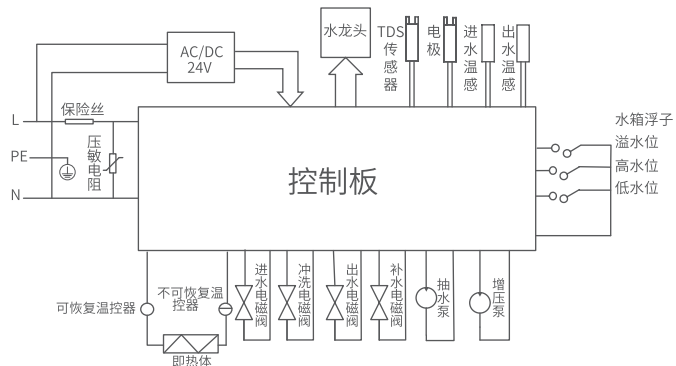 水龙头
TDS传感器
电极
进水温感
出水温感
AC/DC
24V
保险丝
L
PE
N
压敏电阻
控制板
水箱浮子
溢水位
高水位
低水位
可恢复温控器
不可恢复温
控器
即热体
进水电磁阀
冲洗电磁阀
出水电磁阀
补水电磁阀
抽水泵
增压泵